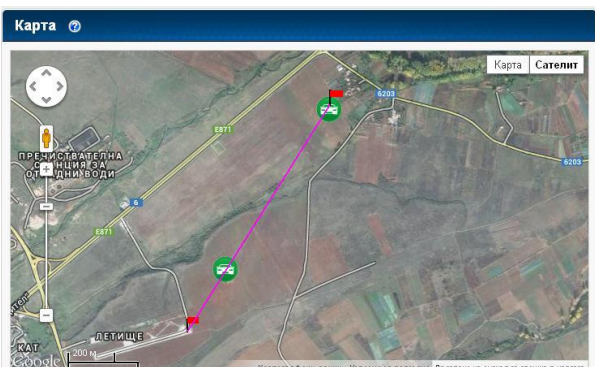 Карта ?
Карта Сателит
6203
E871
ПРЕЧИСТВАТЕЛНА
СТАНЦИЯ ЗА
ОТПАДНИ ВОДИ
6203
6
E871
ЛЕТИЩЕ
КАТ
200 м
Google